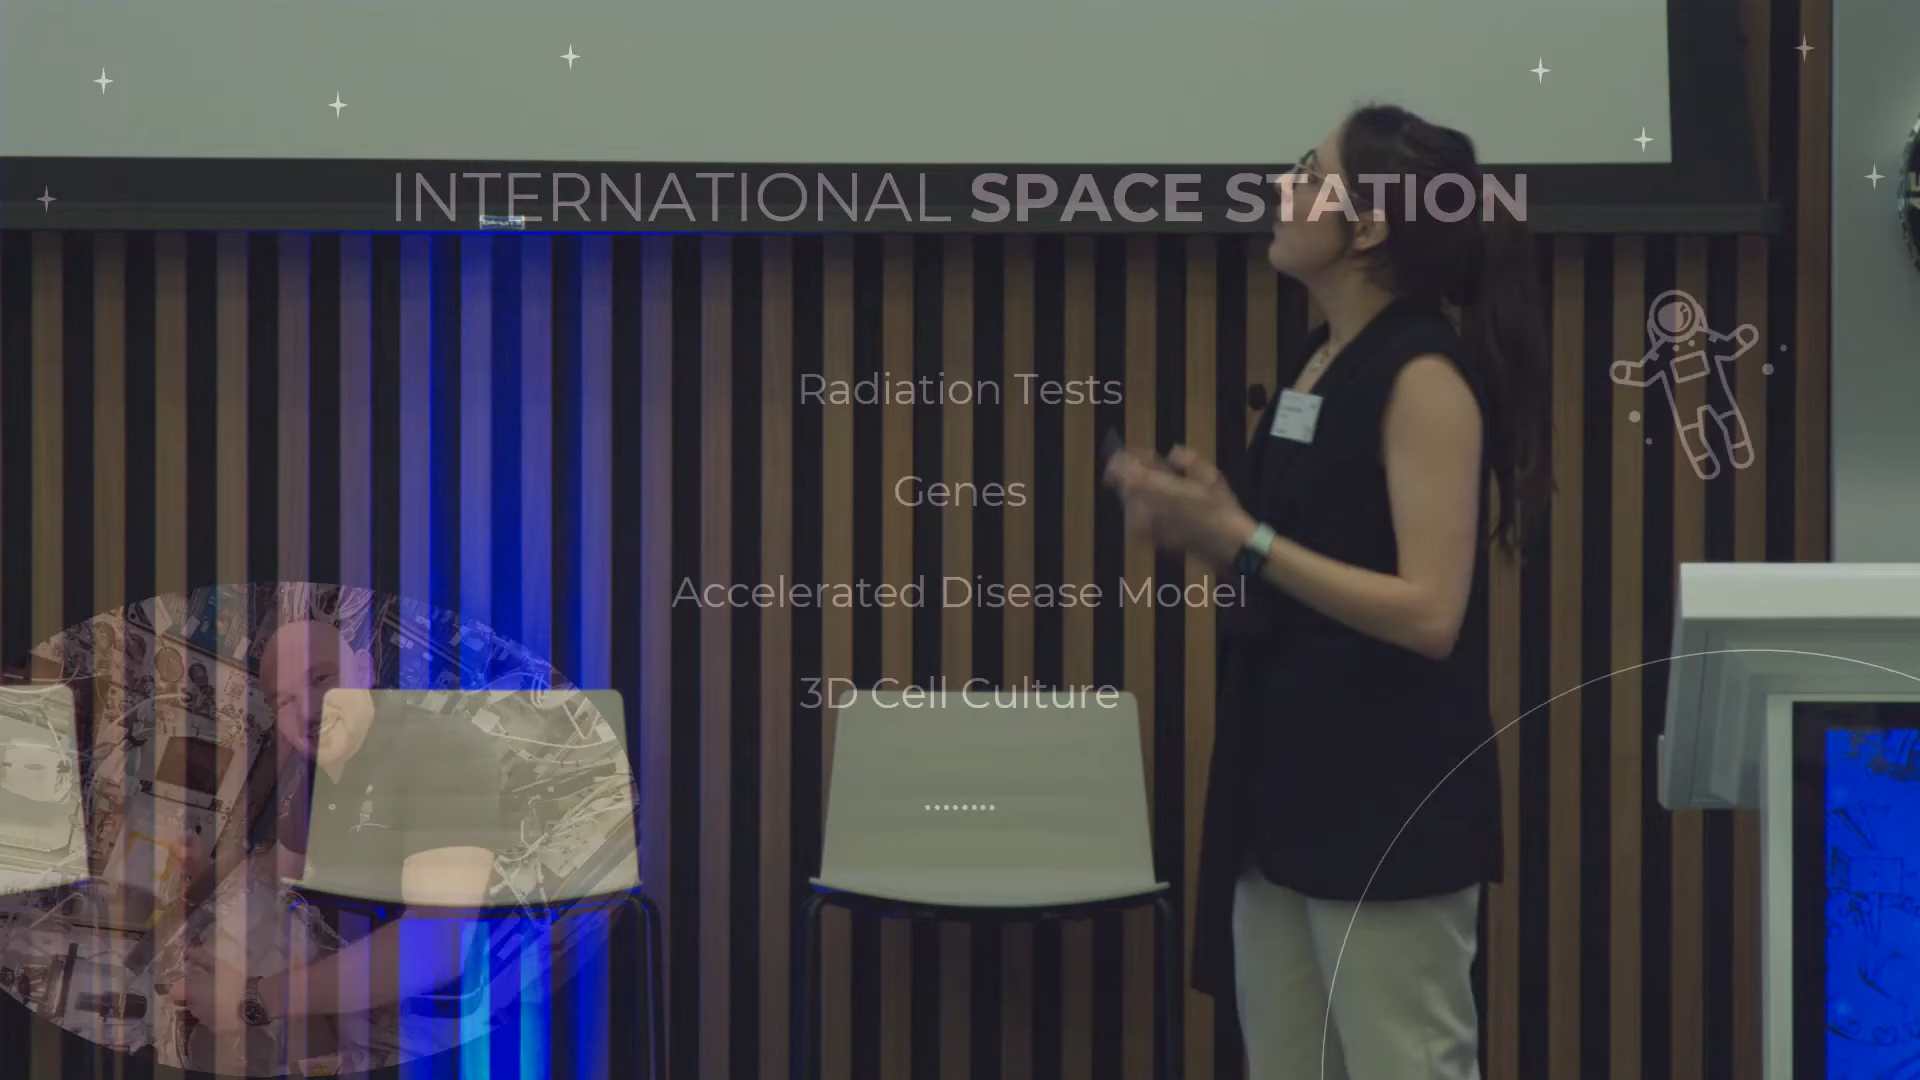 INTERNATIONAL SPACE STATION
Radiation Tests
Genes
Accelerated Disease Model
3D Cell Culture
........